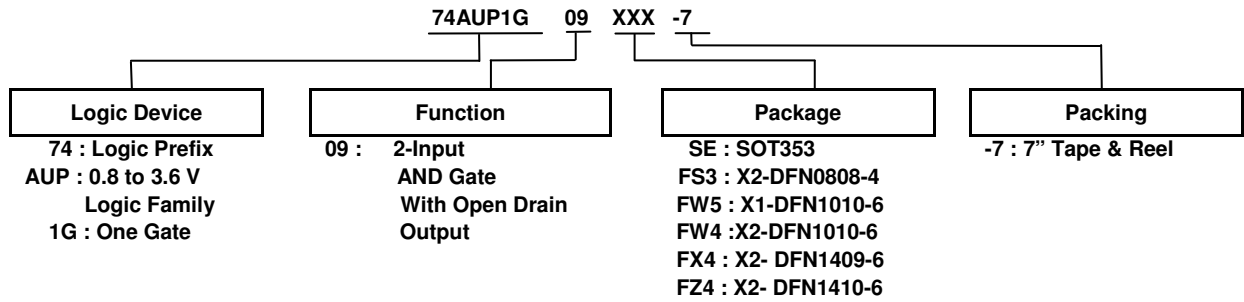 74AUP1G 09 XXX -7
Logic Device
74 : Logic Prefix
AUP : 0.8 to 3.6 V
Logic Family
1G : One Gate
Function
09 : 2-Input
AND Gate
With Open Drain
Output
Package
SE : SOT353
FS3 : X2-DFN0808-4
FW5 : X1-DFN1010-6
FW4 :X2-DFN1010-6
FX4 : X2- DFN1409-6
FZ4 : X2- DFN1410-6
Packing
-7 : 7” Tape & Reel